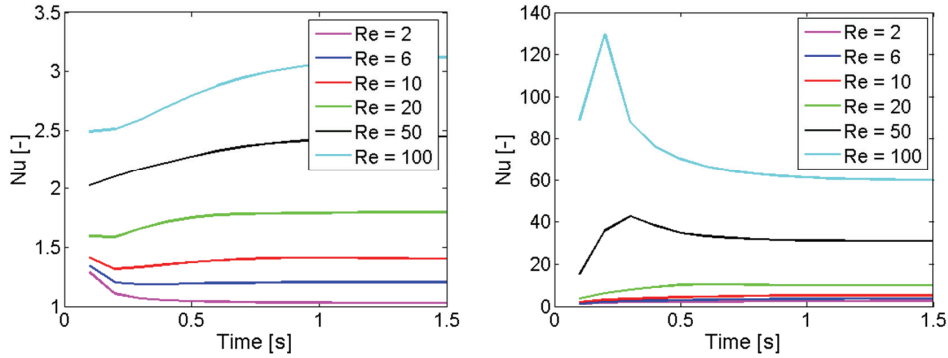 3.5
3
2.5
2
1.5
1
Nu [-]
0
0.5
1
1.5
Time [s]
Re = 2
Re = 6
Re = 10
Re = 20
Re = 50
Re = 100
140
120
100
80
60
40
20
0
Nu [-]
0
0.5
1
1.5
Time [s]
Re = 2
Re = 6
Re = 10
Re = 20
Re = 50
Re = 100